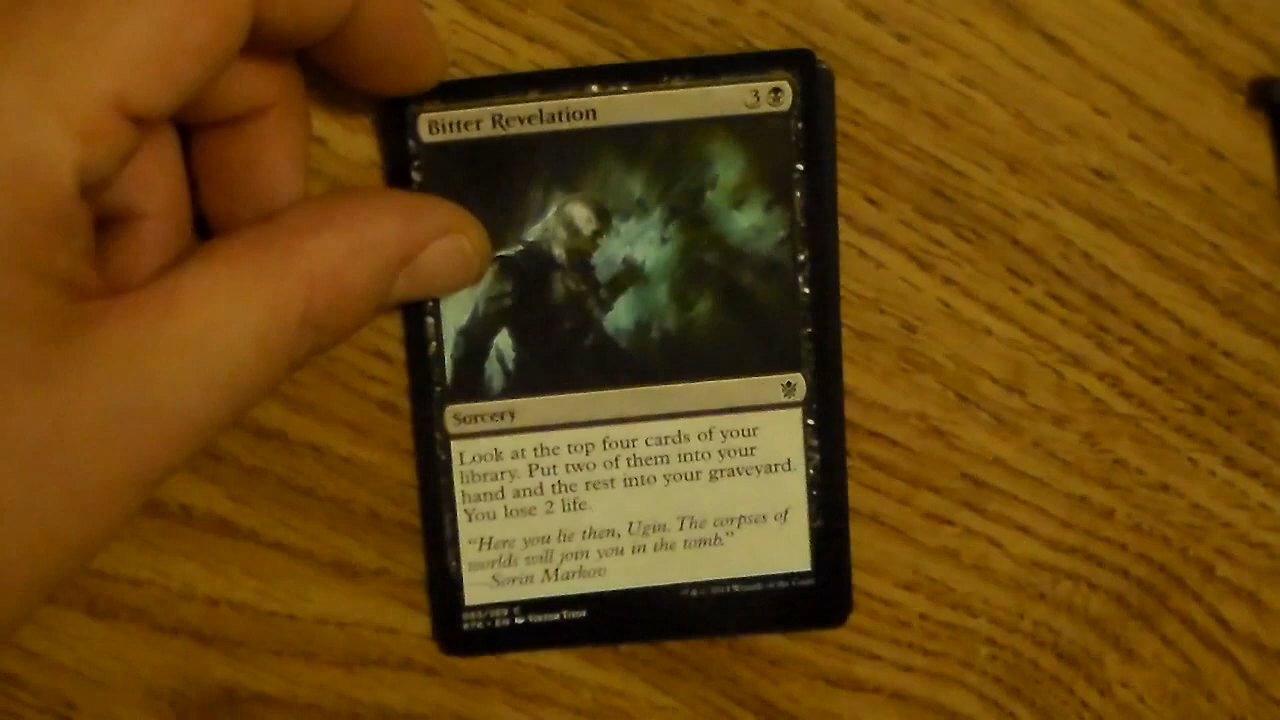 Bitter Revelation 3
Sorcery
Look at the top four cards of your
library. Put two of them into your
hand and the rest into your graveyard.
You lose 2 life.
"Here you lie then, Ugin. The corpses of
worlds will join you in the tomb."
—Sorin Markov
KTK • EN